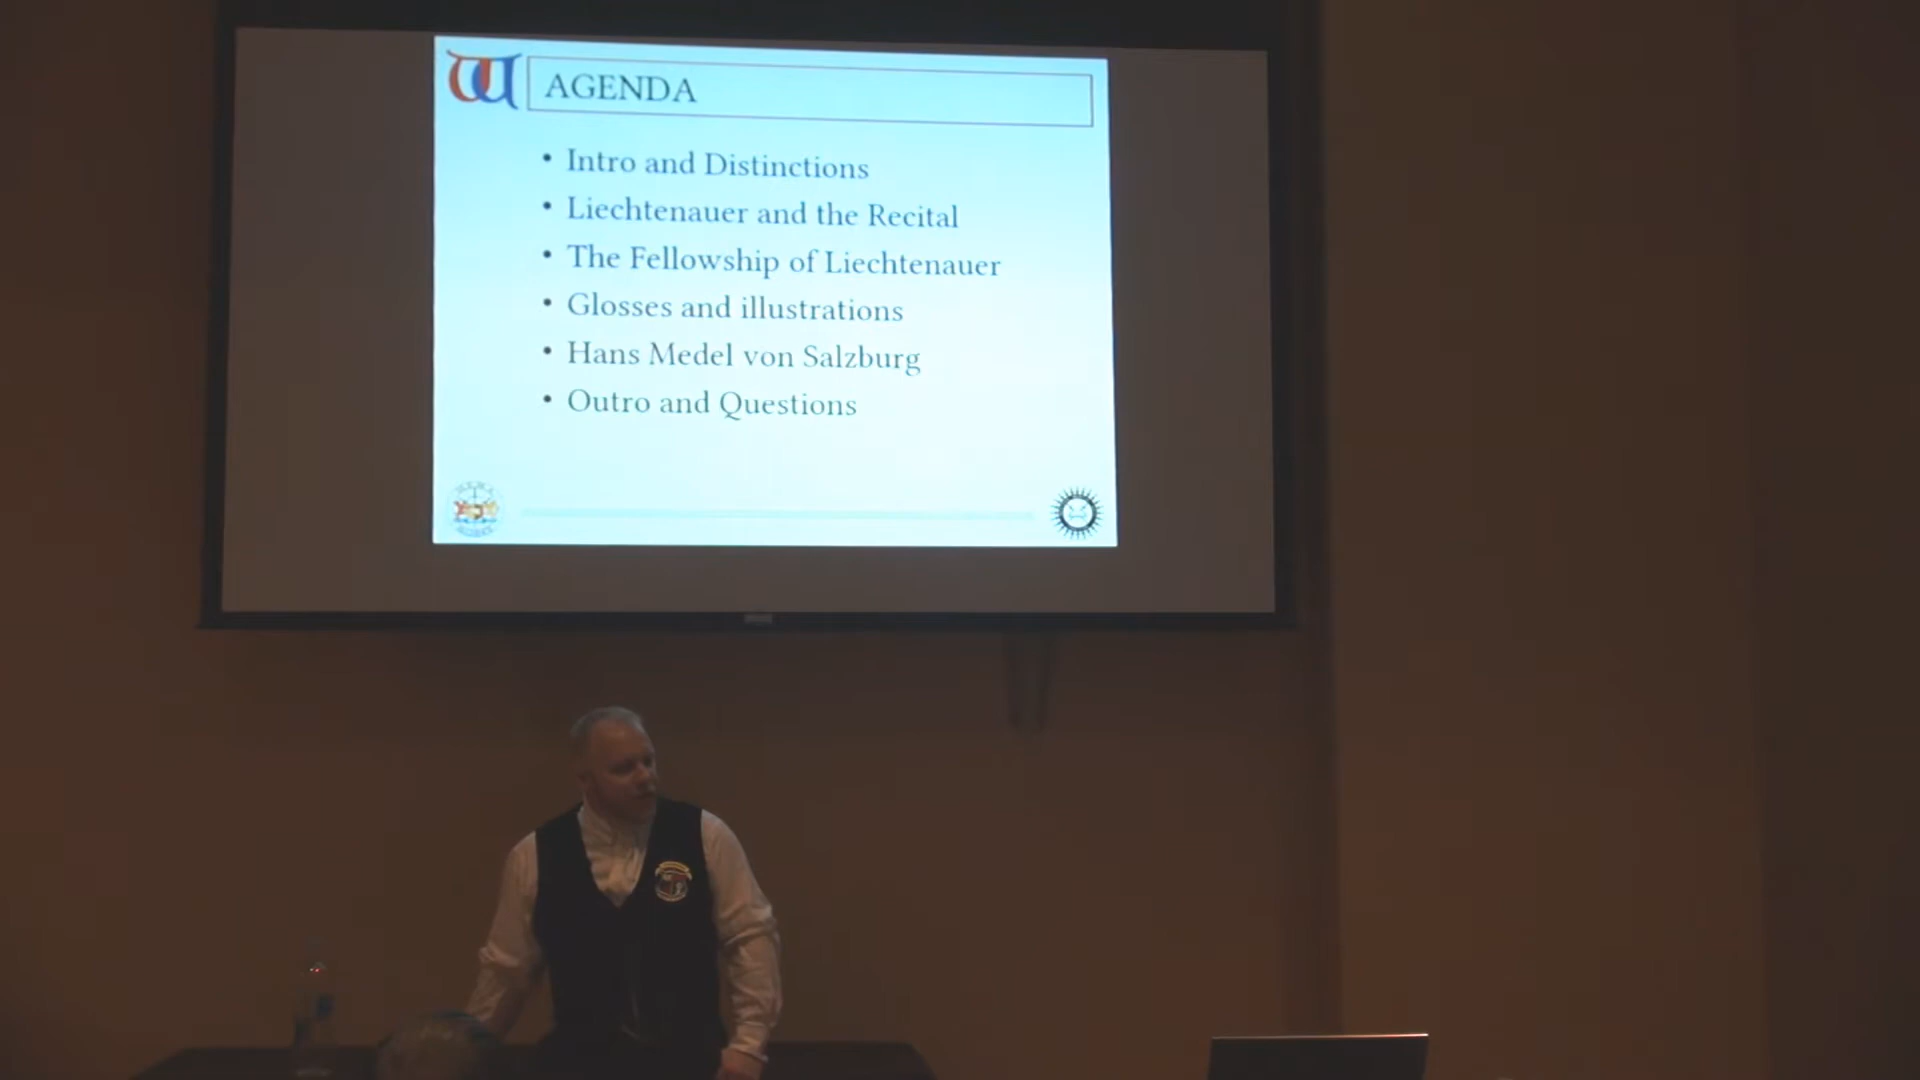 AGENDA
• Intro and Distinctions
• Liechtenauer and the Recital
• The Fellowship of Liechtenauer
• Glosses and illustrations
• Hans Medel von Salzburg
• Outro and Questions